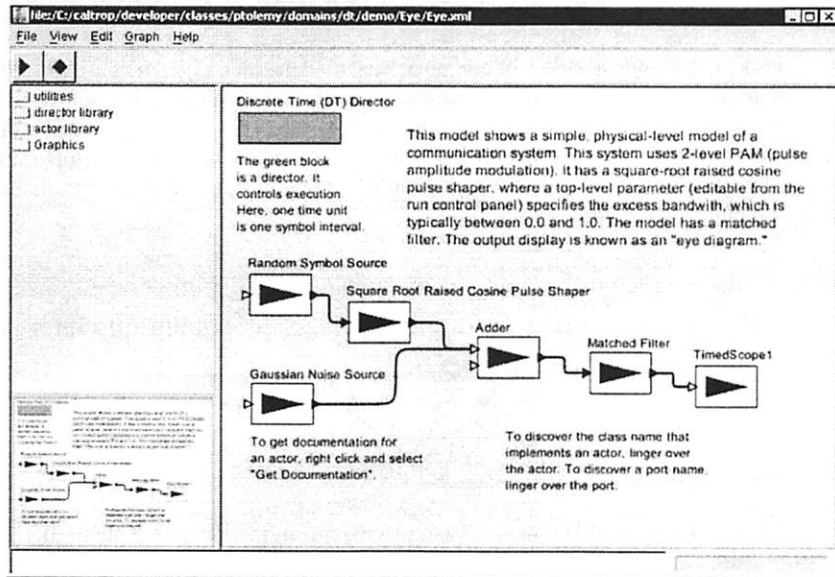 file:/C:/caltrop/developer/classes/ptolemy/domains/dt/demo/Eye/Eye.xml
File View Edit Graph Help
utilities
director library
actor library
Graphics
Discrete Time (DT) Director
The green block
is a director. It
controls execution
Here, one time unit
is one symbol interval.
This model shows a simple, physical-level model of a
communication system. This system uses 2-level PAM (pulse
amplitude modulation). It has a square-root raised cosine
pulse shaper, where a top-level parameter (editable from the
run control panel) specifies the excess bandwith, which is
typically between 0.0 and 1.0. The model has a matched
filter. The output display is known as an "eye diagram."
Random Symbol Source
Square Root Raised Cosine Pulse Shaper
Adder
Matched Filter
TimedScope1
Gaussian Noise Source
To get documentation for
an actor, right click and select
"Get Documentation".
To discover the class name that
implements an actor, linger over
the actor. To discover a port name,
linger over the port.